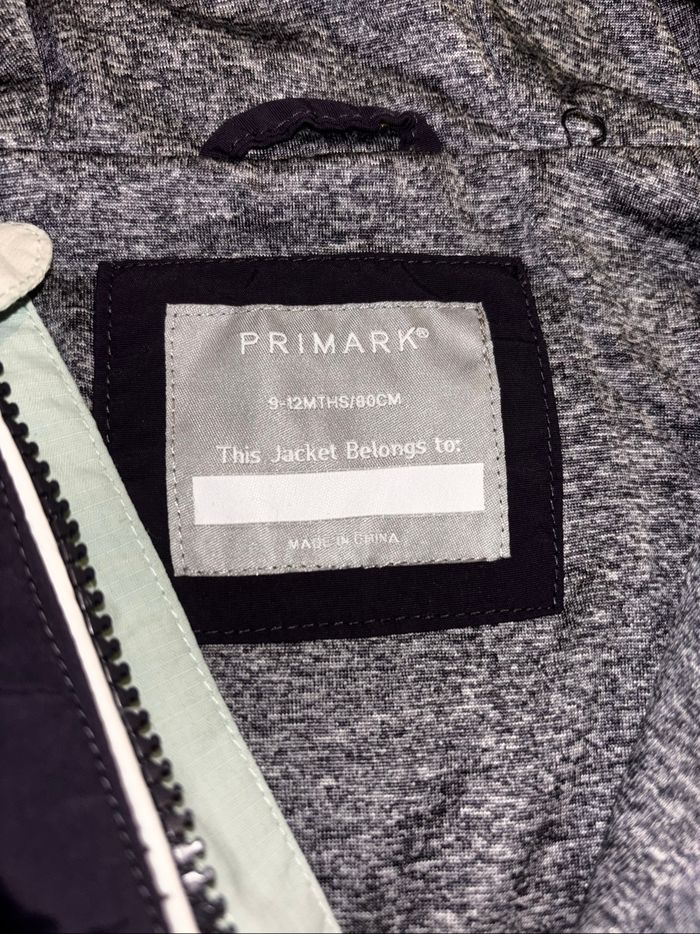 PRIMARK®
9-12MTHS/80CM
This Jacket Belongs to:
MADE IN CHINA